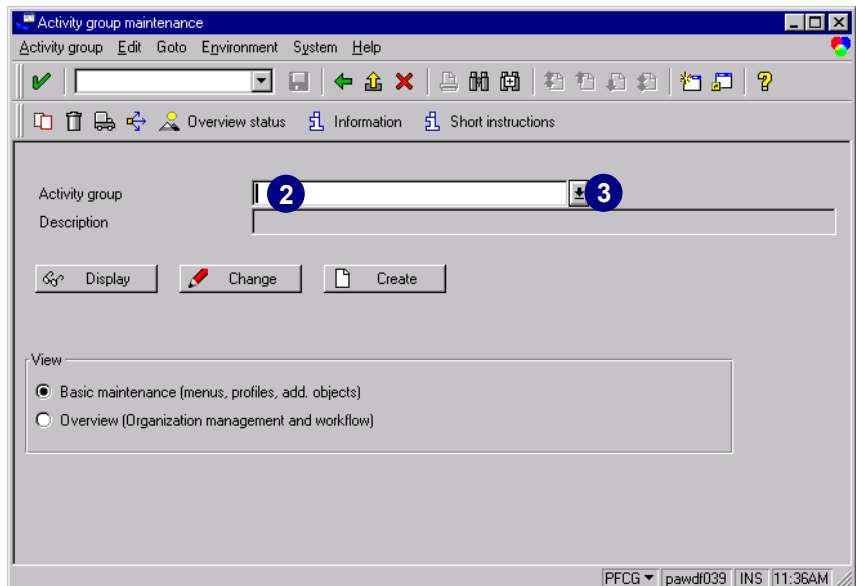 Activity group maintenance
Activity group Edit Goto Environment System Help
Overview status Information Short instructions
Activity group 2 3
Description
Display Change Create
View
Basic maintenance (menus, profiles, add. objects)
Overview (Organization management and workflow)
PFCG pawdf039 INS 11:36AM